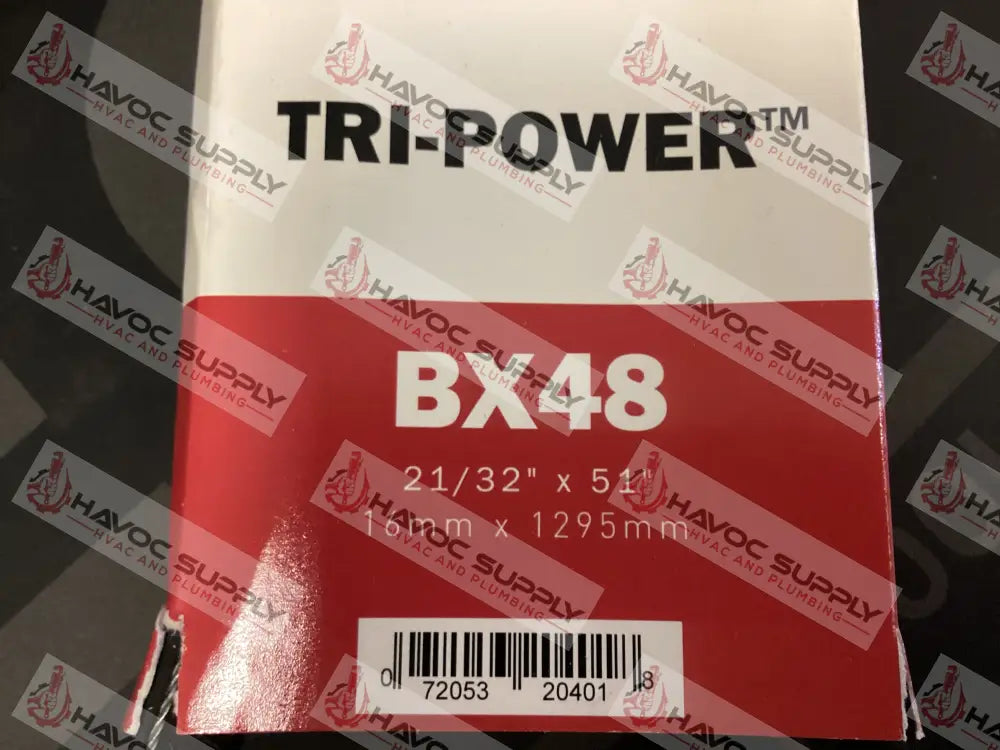 TRI-POWER™
BX48
21/32" x 51"
16mm x 1295mm
0 72053 20401 8
HAVOC SUPPLY
HVAC AND PLUMBING